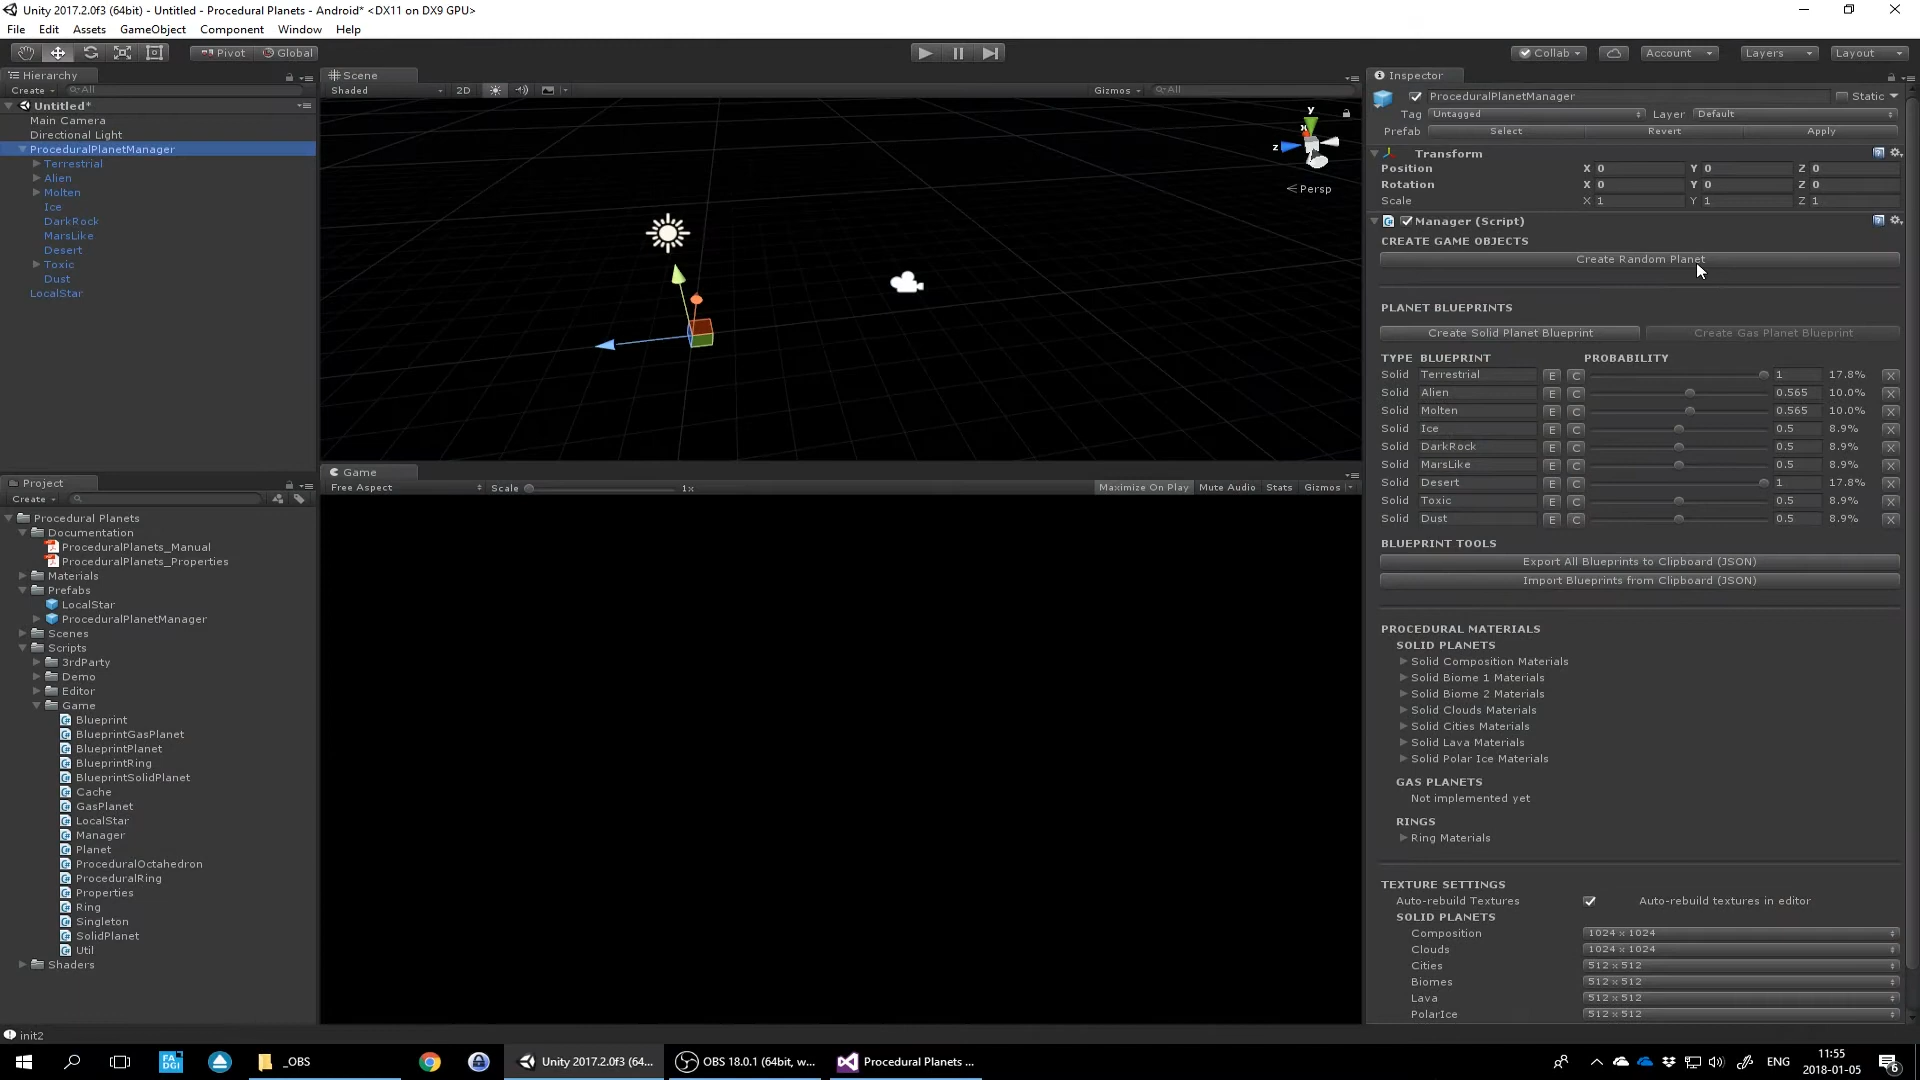 Unity 2017.2.0f3 (64bit) - Untitled - Procedural Planets - Android* <DX11 on DX9 GPU>
File Edit Assets GameObject Component Window Help
Pivot Global Collab Account Layers Layout
Hierarchy
Create All
Untitled*
Main Camera
Directional Light
ProceduralPlanetManager
Terrestrial
Alien
Molten
Ice
DarkRock
MarsLike
Desert
Toxic
Dust
LocalStar
Scene
Shaded 2D Gizmos All
y
x
z
Persp
Game
Free Aspect Scale 1x Maximize On Play Mute Audio Stats Gizmos
Project
Create
Procedural Planets
Documentation
ProceduralPlanets_Manual
ProceduralPlanets_Properties
Materials
Prefabs
LocalStar
ProceduralPlanetManager
Scenes
Scripts
3rdParty
Demo
Editor
Game
Blueprint
BlueprintGasPlanet
BlueprintPlanet
BlueprintRing
BlueprintSolidPlanet
Cache
GasPlanet
LocalStar
Manager
Planet
ProceduralOctahedron
ProceduralRing
Properties
Ring
Singleton
SolidPlanet
Util
Shaders
Inspector
ProceduralPlanetManager Static
Tag Untagged Layer Default
Prefab Select Revert Apply
Transform
Position X 0 Y 0 Z 0
Rotation X 0 Y 0 Z 0
Scale X 1 Y 1 Z 1
Manager (Script)
CREATE GAME OBJECTS
Create Random Planet
PLANET BLUEPRINTS
Create Solid Planet Blueprint Create Gas Planet Blueprint
TYPE BLUEPRINT PROBABILITY
Solid Terrestrial E C 1 17.8% X
Solid Alien E C 0.565 10.0% X
Solid Molten E C 0.565 10.0% X
Solid Ice E C 0.5 8.9% X
Solid DarkRock E C 0.5 8.9% X
Solid MarsLike E C 0.5 8.9% X
Solid Desert E C 1 17.8% X
Solid Toxic E C 0.5 8.9% X
Solid Dust E C 0.5 8.9% X
BLUEPRINT TOOLS
Export All Blueprints to Clipboard (JSON)
Import Blueprints from Clipboard (JSON)
PROCEDURAL MATERIALS
SOLID PLANETS
Solid Composition Materials
Solid Biome 1 Materials
Solid Biome 2 Materials
Solid Clouds Materials
Solid Cities Materials
Solid Lava Materials
Solid Polar Ice Materials
GAS PLANETS
Not implemented yet
RINGS
Ring Materials
TEXTURE SETTINGS
Auto-rebuild Textures Auto-rebuild textures in editor
SOLID PLANETS
Composition 1024 x 1024
Clouds 1024 x 1024
Cities 512 x 512
Biomes 512 x 512
Lava 512 x 512
PolarIce 512 x 512
init2
FA
DGI
_OBS Unity 2017.2.0f3 (64... OBS 18.0.1 (64bit, w... Procedural Planets ... ENG 11:55
2018-01-05
6